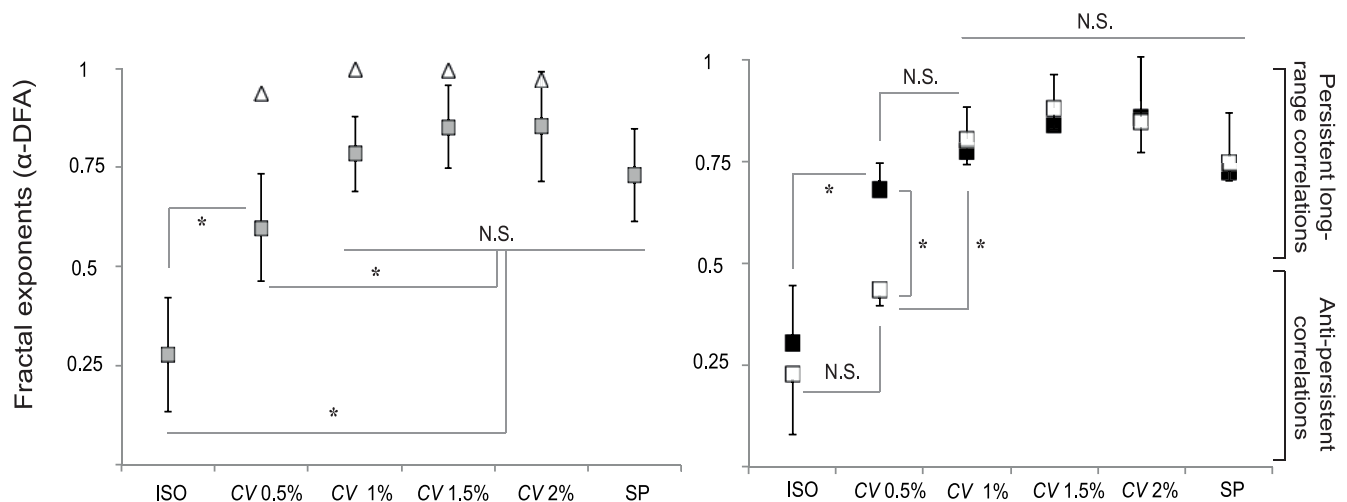 Fractal exponents (α-DFA)
1
0.75
0.5
0.25
*
N.S.
*
*
ISO
CV 0.5%
CV 1%
CV 1.5%
CV 2%
SP
N.S.
1
N.S.
0.75
*
*
*
0.5
0.25
N.S.
ISO
CV 0.5%
CV 1%
CV 1.5%
CV 2%
SP
Persistent long-
range correlations
Anti-persistent
correlations